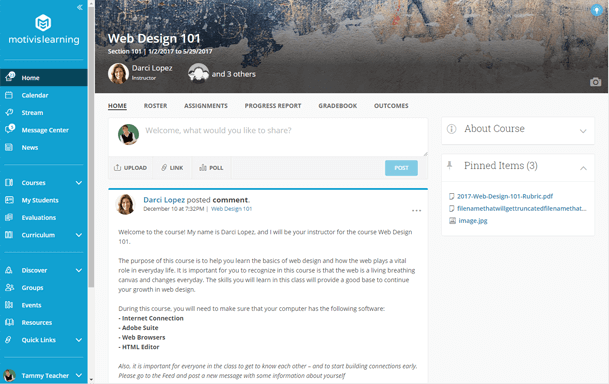 motivislearning
Home
Calendar
Stream
Message Center
News
Courses
My Students
Evaluations
Curriculum
Discover
Groups
Events
Resources
Quick Links
Tammy Teacher
Web Design 101
Section 101 | 1/2/2017 to 5/29/2017
Darci Lopez
Instructor
and 3 others
HOME ROSTER ASSIGNMENTS PROGRESS REPORT GRADEBOOK OUTCOMES
Welcome, what would you like to share?
UPLOAD LINK POLL POST
Darci Lopez posted comment.
December 10 at 7:32PM | Web Design 101
Welcome to the course! My name is Darci Lopez, and I will be your instructor for the course Web Design
101.
The purpose of this course is to help you learn the basics of web design and how the web plays a vital
role in everyday life. It is important for you to recognize in this course is that the web is a living breathing
canvas and changes everyday. The skills you will learn in this class will provide a good base to continue
your growth in web design.
During this course, you will need to make sure that your computer has the following software:
- Internet Connection
- Adobe Suite
- Web Browsers
- HTML Editor
Also, it is important for everyone in the class to get to know each other – and to start building connections early.
Please go to the Feed and post a new message with some information about yourself
About Course
Pinned Items (3)
2017-Web-Design-101-Rubric.pdf
filenamethatwillgettruncatedfilenamethat...
image.jpg